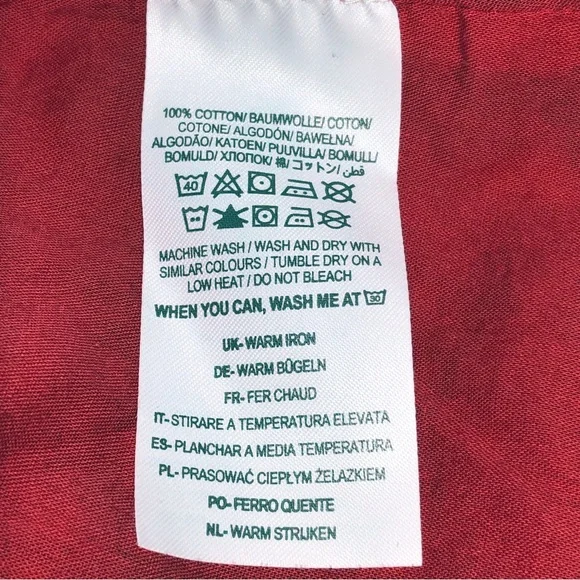 100% COTTON/ BAUMWOLLE/ COTON/
COTONE/ ALGODÓN/ BAWEŁNA/
ALGODÃO/ KATOEN/ PUUVILLA/ BOMULL/
BOMULD/ ХЛОПОК/ 棉/ コットン/ قطن
40
MACHINE WASH / WASH AND DRY WITH
SIMILAR COLOURS / TUMBLE DRY ON A
LOW HEAT / DO NOT BLEACH
WHEN YOU CAN, WASH ME AT 30
UK- WARM IRON
DE- WARM BÜGELN
FR- FER CHAUD
IT- STIRARE A TEMPERATURA ELEVATA
ES- PLANCHAR A MEDIA TEMPERATURA
PL- PRASOWAĆ CIEPŁYM ŻELAZKIEM
PO- FERRO QUENTE
NL- WARM STRIJKEN